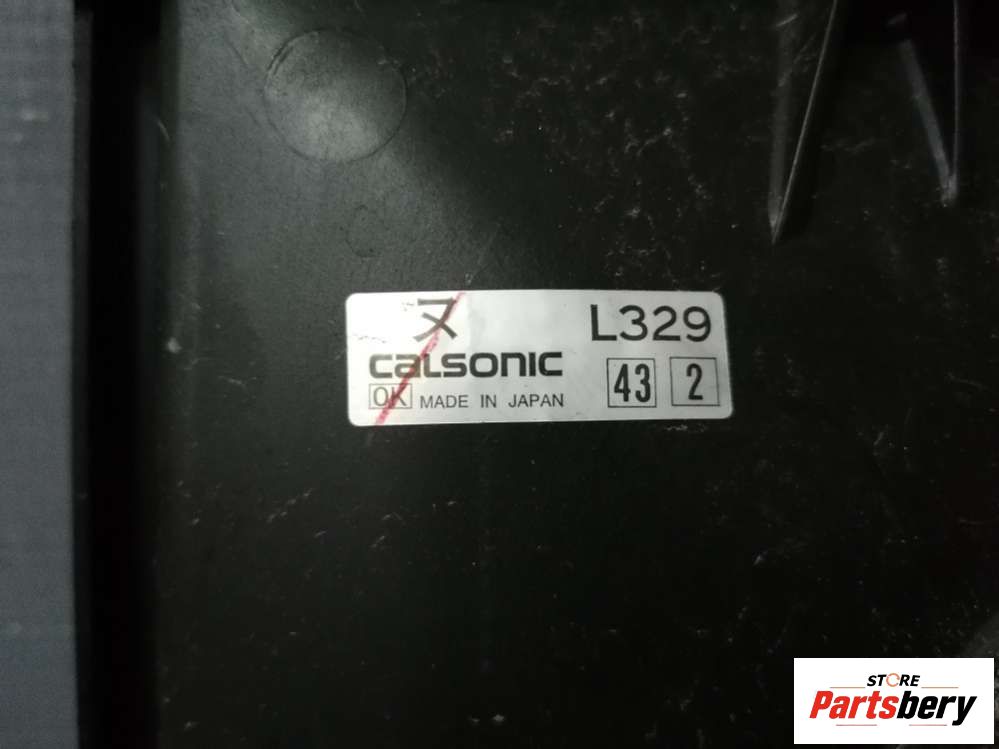 ヌ
L329
calsonic
43 2
OK MADE IN JAPAN
STORE
Partsbery